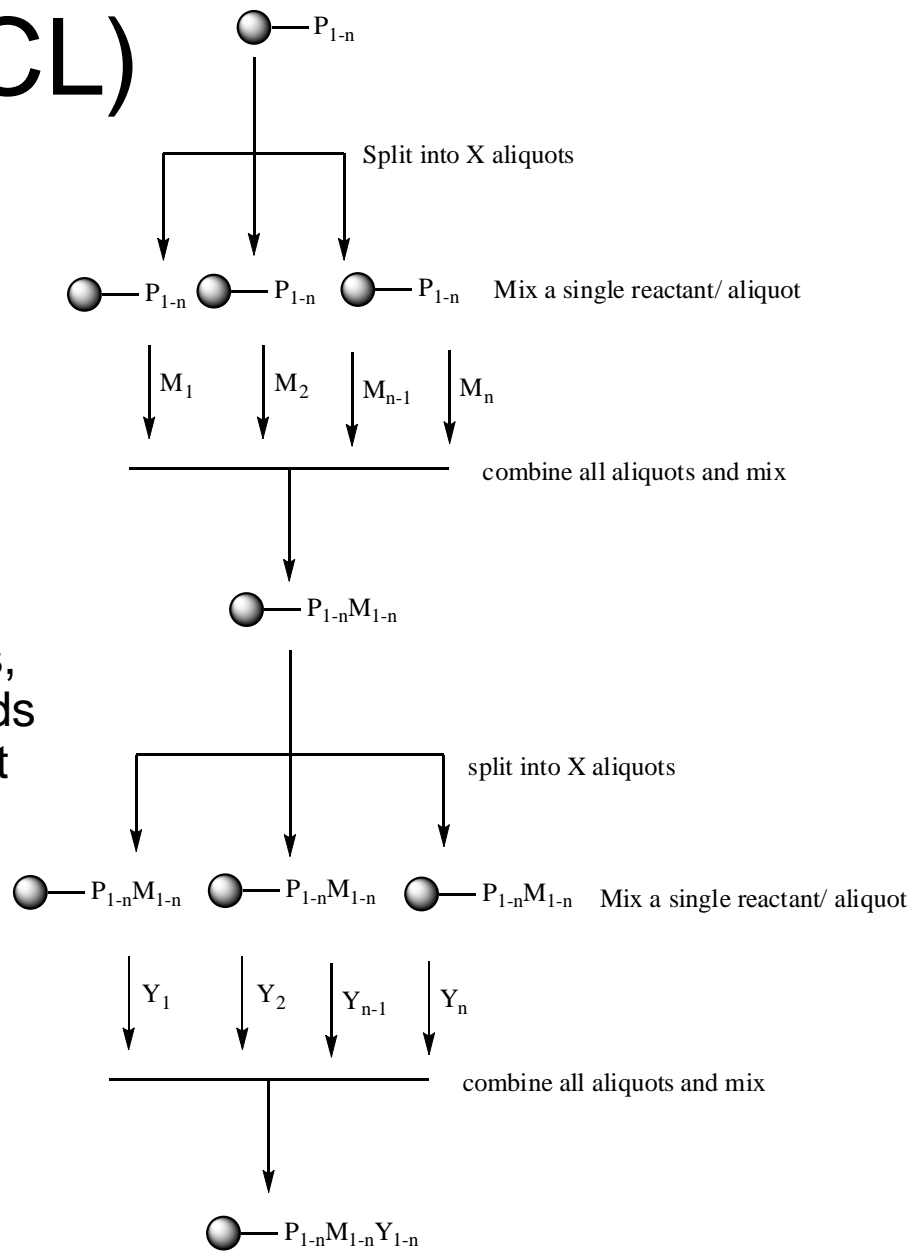 CL)
P1-n
Split into X aliquots
P1-n P1-n P1-n Mix a single reactant/ aliquot
M1 M2 Mn-1 Mn
combine all aliquots and mix
P1-nM1-n
s,
ds
t
split into X aliquots
P1-nM1-n P1-nM1-n P1-nM1-n Mix a single reactant/ aliquot
Y1 Y2 Yn-1 Yn
combine all aliquots and mix
P1-nM1-nY1-n